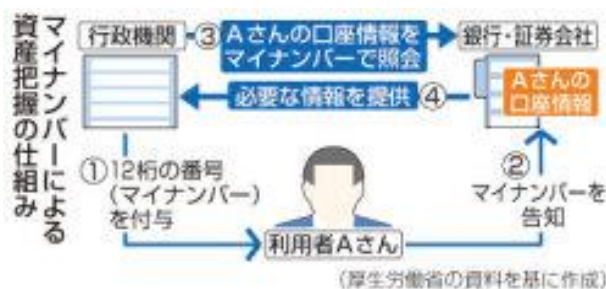 マイナンバーによる
資産把握の仕組み
行政機関
③
Aさんの口座情報を
マイナンバーで照会
銀行・証券会社
必要な情報を提供
④
Aさんの
口座情報
①12桁の番号
(マイナンバー)
を付与
②
マイナンバーを
告知
利用者Aさん
(厚生労働省の資料を基に作成)